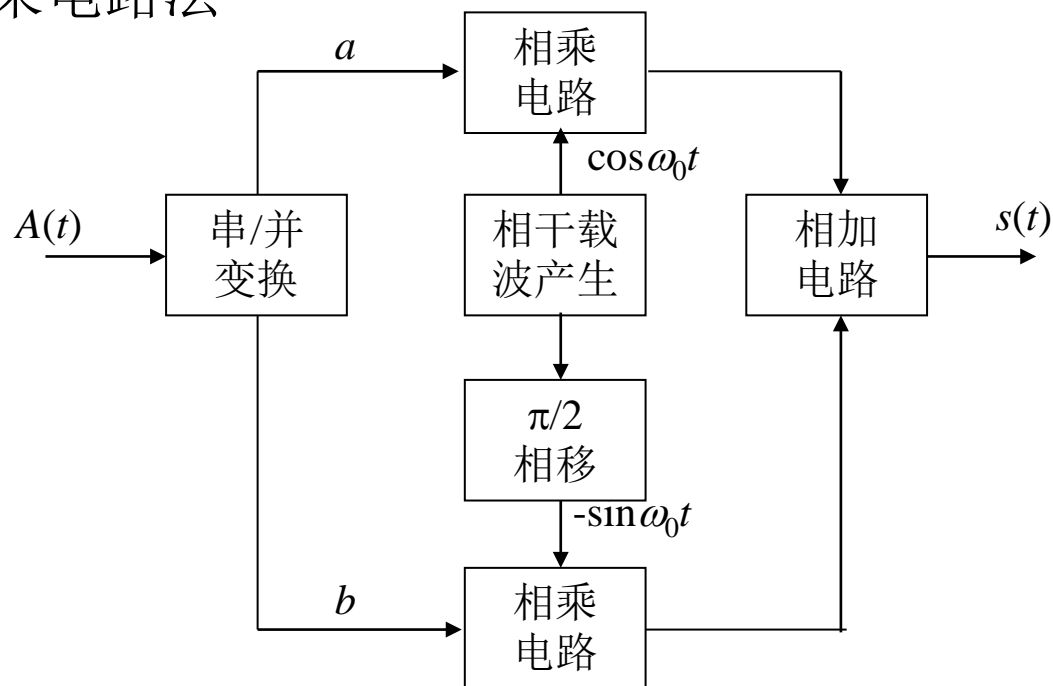 电路法
a
相乘
电路
cosω₀t
A(t)
串/并
变换
相干载
波产生
相加
电路
s(t)
π/2
相移
-sinω₀t
b
相乘
电路